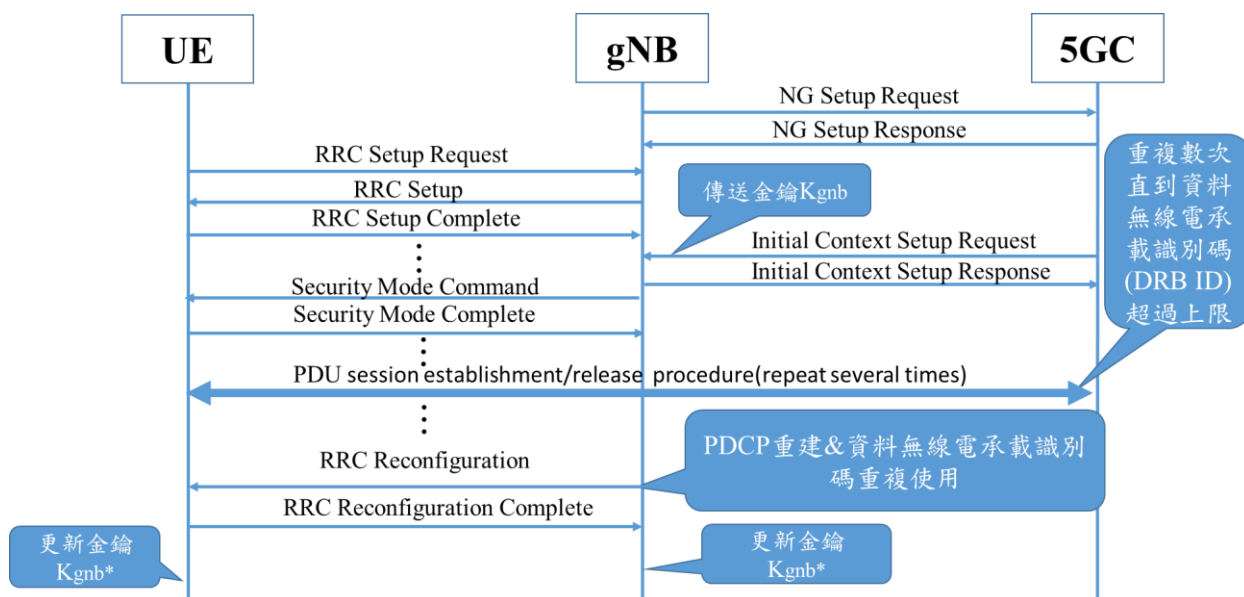 UE
gNB
5GC
NG Setup Request
NG Setup Response
RRC Setup Request
RRC Setup
RRC Setup Complete
傳送金鑰Kgnb
重複數次
直到資料
無線電承
載識別碼
(DRB ID)
超過上限
Initial Context Setup Request
Initial Context Setup Response
Security Mode Command
Security Mode Complete
PDU session establishment/release procedure(repeat several times)
PDCP重建&資料無線電承載識別
碼重複使用
RRC Reconfiguration
RRC Reconfiguration Complete
更新金鑰
Kgnb*
更新金鑰
Kgnb*